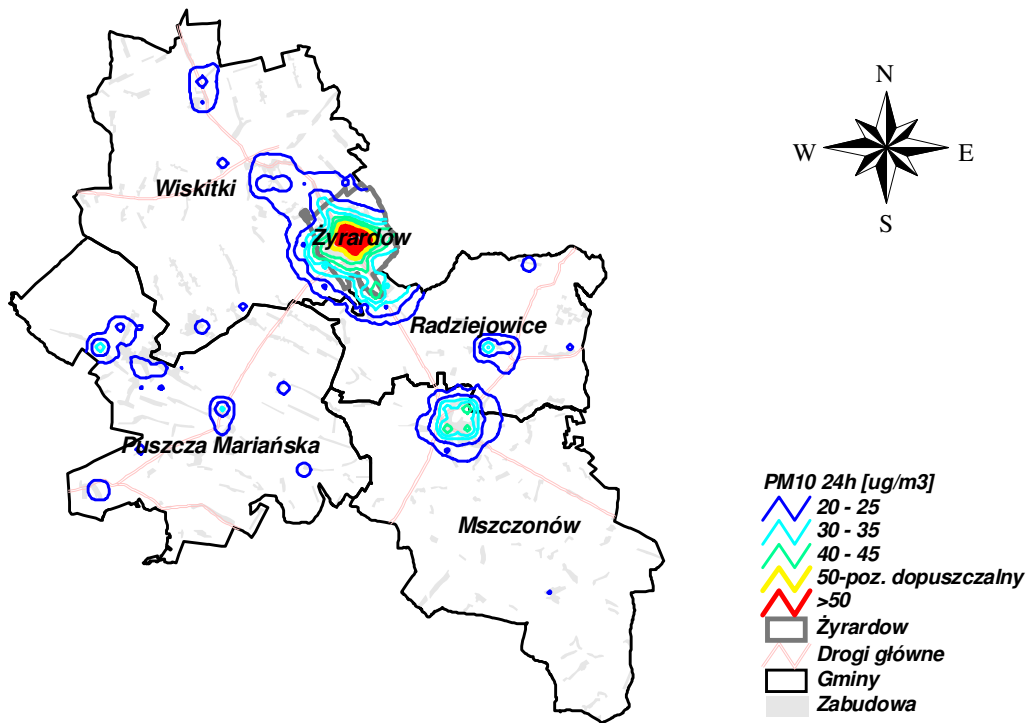 N
W
E
S
Wiskitki
Żyrardów
Radziejowice
Puszcza Mariańska
Mszczonów
PM10 24h [ug/m3]
20 - 25
30 - 35
40 - 45
50-poz. dopuszczalny
>50
Żyrardow
Drogi główne
Gminy
Zabudowa